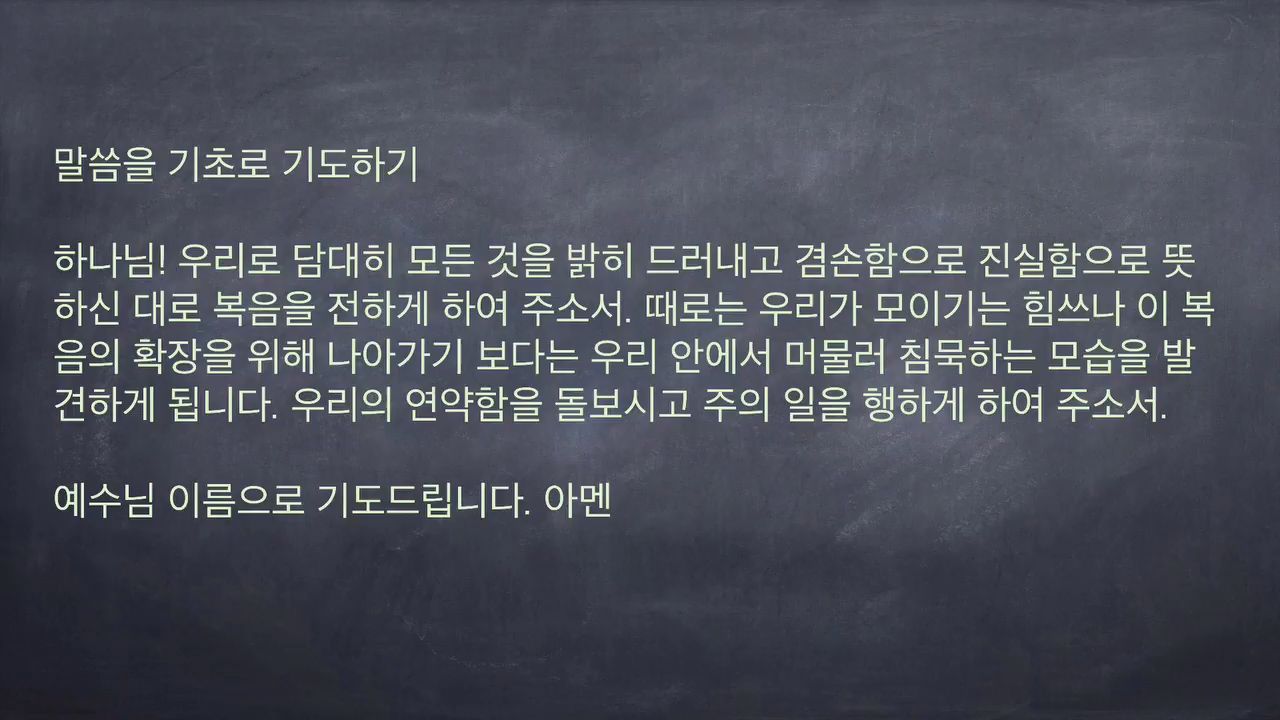 말씀을 기초로 기도하기
하나님! 우리로 담대히 모든 것을 밝히 드러내고 겸손함으로 진실함으로 뜻
하신 대로 복음을 전하게 하여 주소서. 때로는 우리가 모이기는 힘쓰나 이 복
음의 확장을 위해 나아가기 보다는 우리 안에서 머물러 침묵하는 모습을 발
견하게 됩니다. 우리의 연약함을 돌보시고 주의 일을 행하게 하여 주소서.
예수님 이름으로 기도드립니다. 아멘